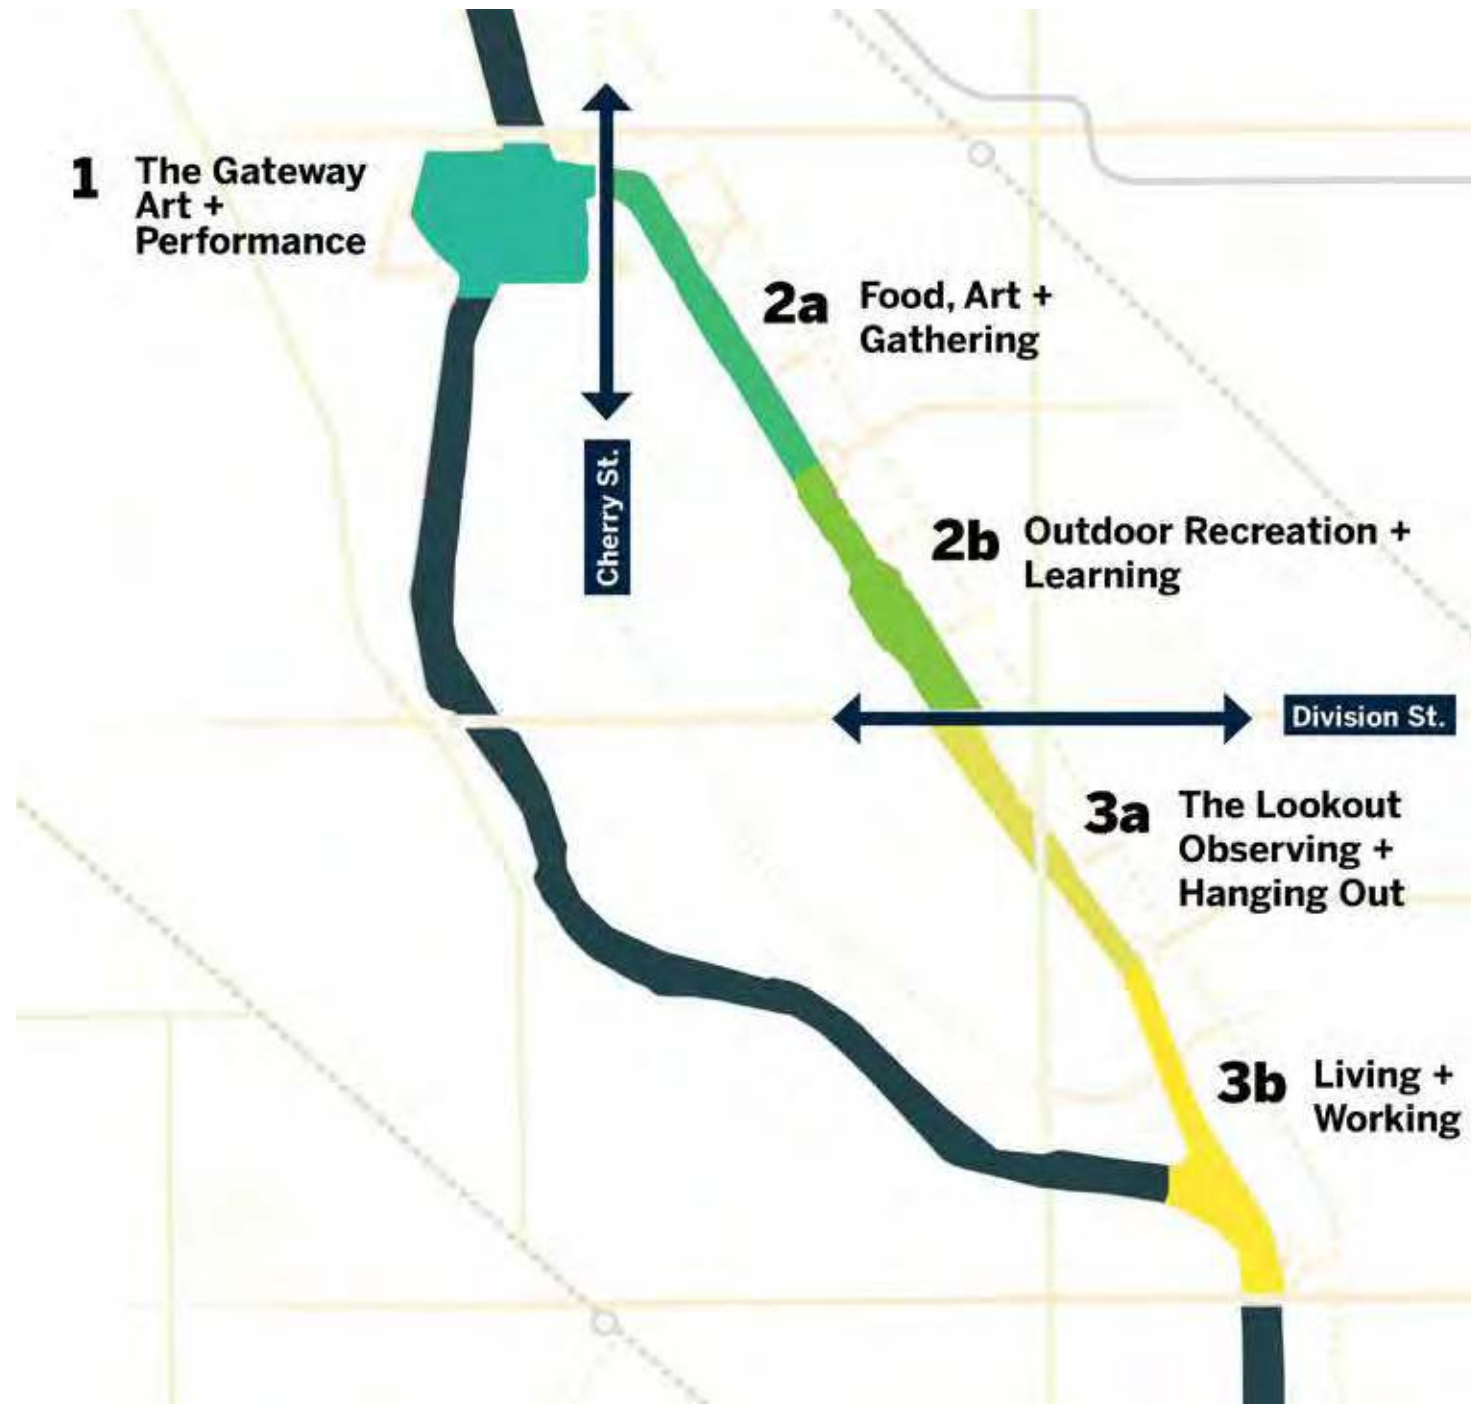 1
The Gateway
Art +
Performance
2a
Food, Art +
Gathering
Cherry St.
2b
Outdoor Recreation +
Learning
Division St.
3a
The Lookout
Observing +
Hanging Out
3b
Living +
Working